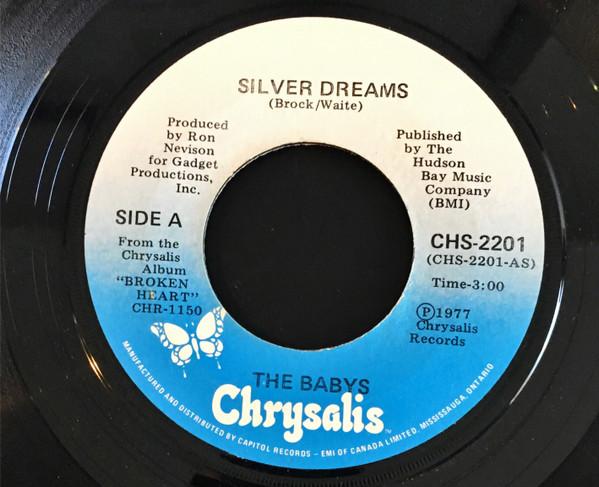 SILVER DREAMS
(Brock/Waite)
Produced
by Ron
Nevison
for Gadget
Productions,
Inc.
Published
by The
Hudson
Bay Music
Company
(BMI)
SIDE A
From the
Chrysalis
Album
"BROKEN
HEART"
CHR-1150
CHS-2201
(CHS-2201-AS)
Time-3:00
Ⓟ1977
Chrysalis
Records
THE BABYS
Chrysalis™
MANUFACTURED AND DISTRIBUTED BY CAPITOL RECORDS – EMI OF CANADA LIMITED. MISSISSAUGA, ONTARIO